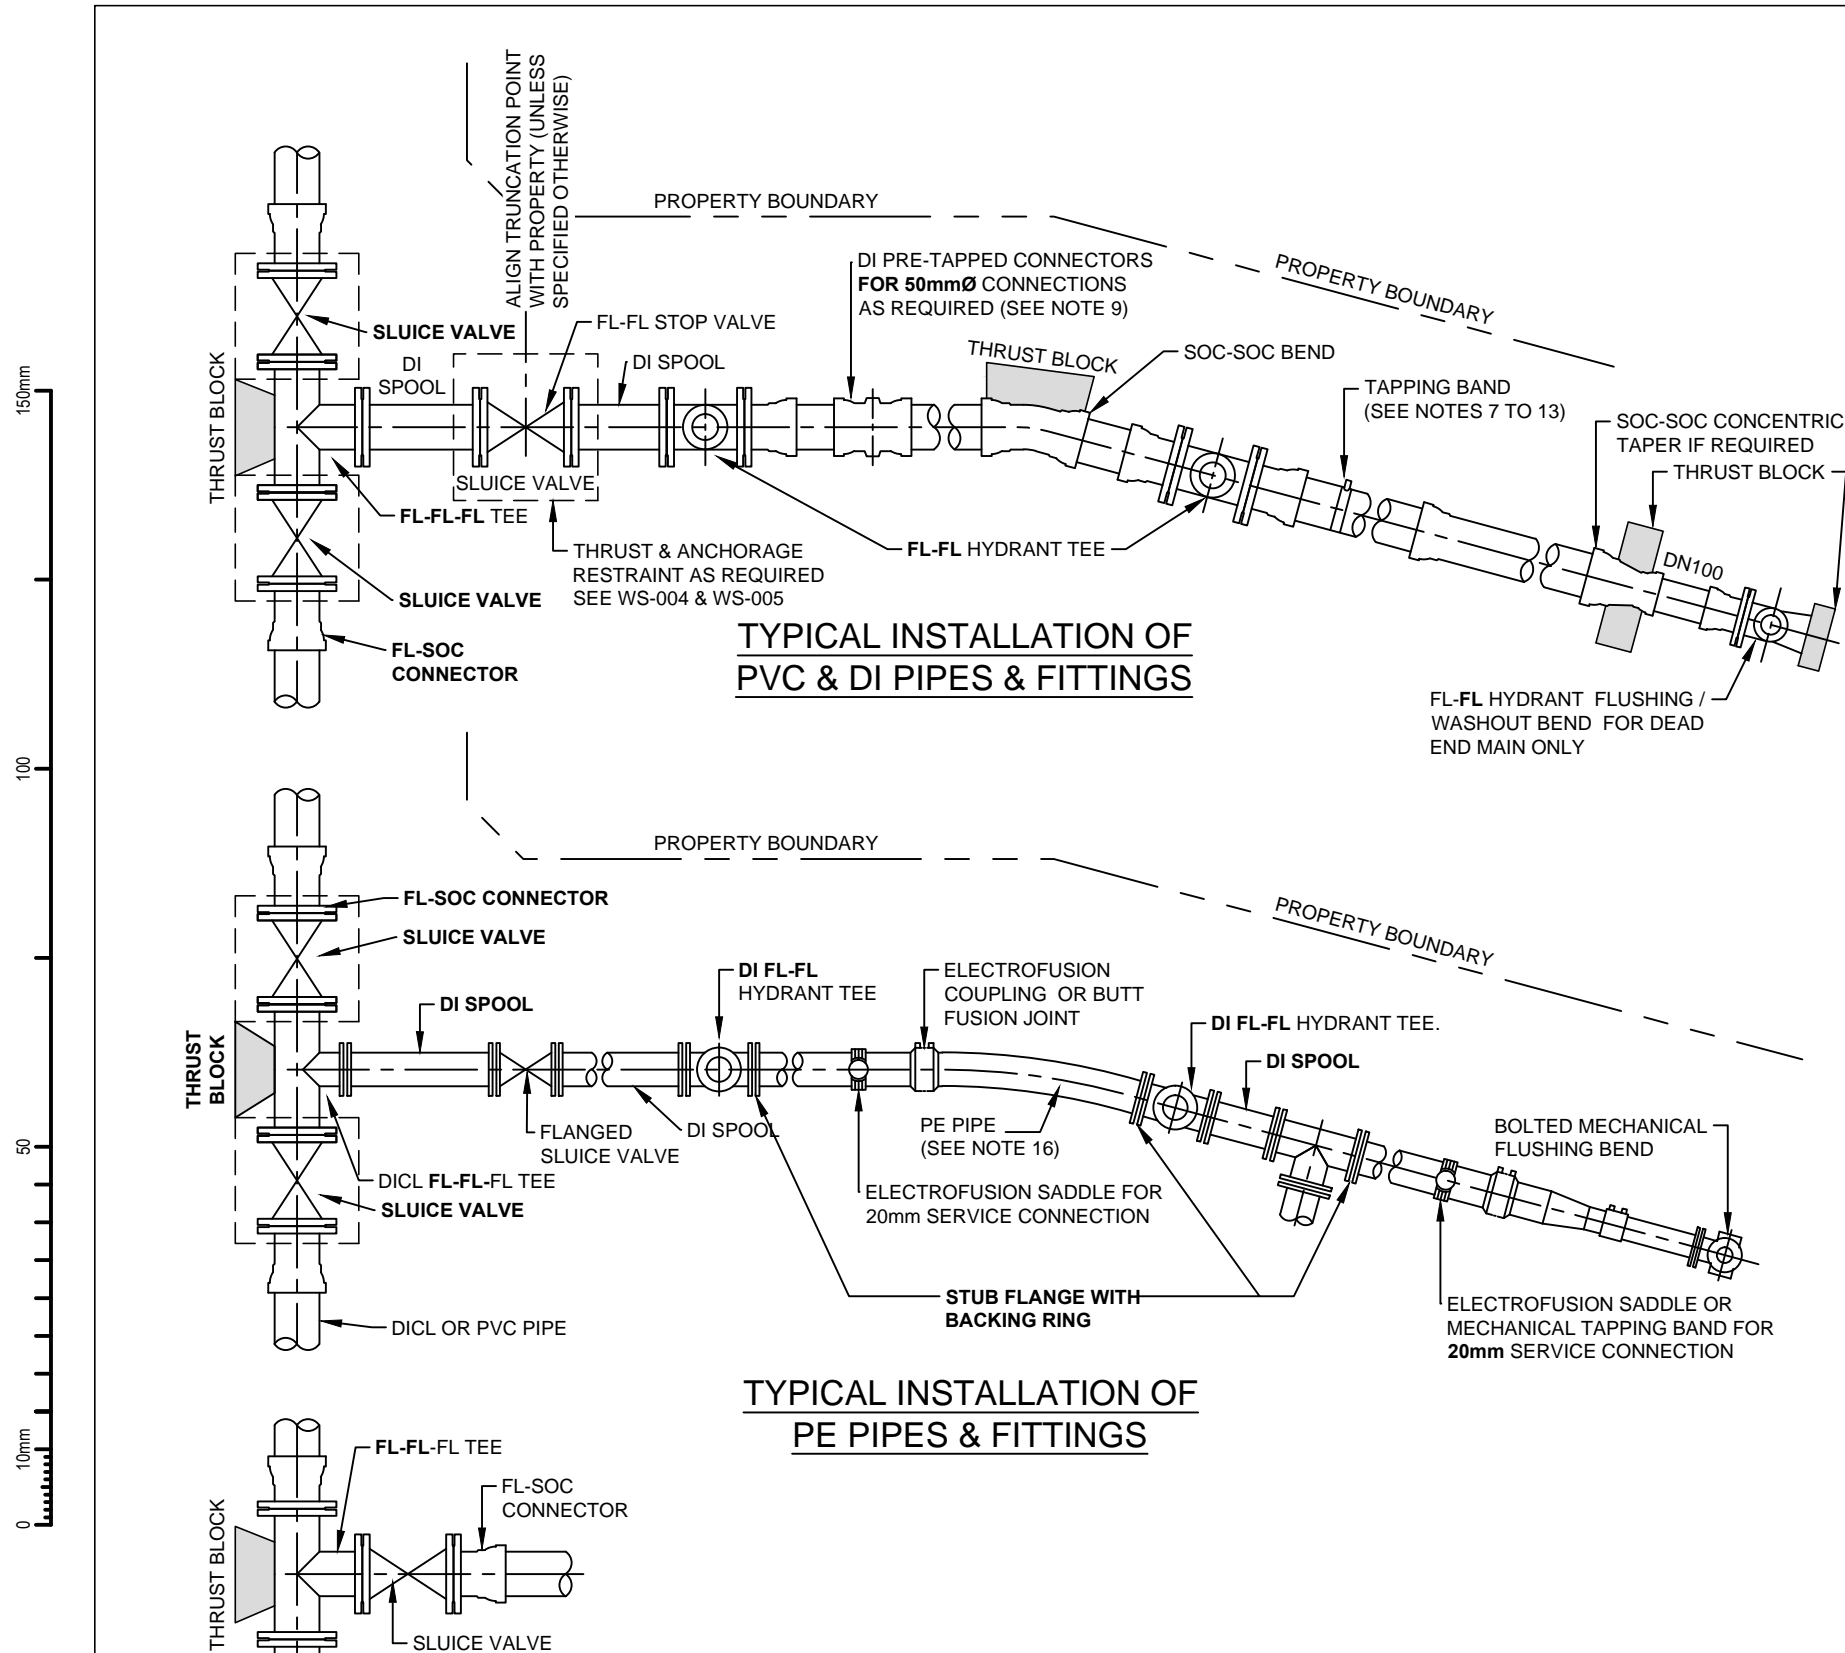 150mm
100
50
10mm
0
ALIGN TRUNCATION POINT
WITH PROPERTY (UNLESS
SPECIFIED OTHERWISE)
PROPERTY BOUNDARY
PROPERTY BOUNDARY
DI PRE-TAPPED CONNECTORS
FOR 50mmØ CONNECTIONS
AS REQUIRED (SEE NOTE 9)
SLUICE VALVE
FL-FL STOP VALVE
THRUST BLOCK
DI
SPOOL
DI SPOOL
THRUST BLOCK
SOC-SOC BEND
TAPPING BAND
(SEE NOTES 7 TO 13)
SOC-SOC CONCENTRIC
TAPER IF REQUIRED
THRUST BLOCK
SLUICE VALVE
FL-FL-FL TEE
THRUST & ANCHORAGE
RESTRAINT AS REQUIRED
SEE WS-004 & WS-005
FL-FL HYDRANT TEE
DN100
SLUICE VALVE
FL-SOC
CONNECTOR
TYPICAL INSTALLATION OF
PVC & DI PIPES & FITTINGS
FL-FL HYDRANT FLUSHING /
WASHOUT BEND FOR DEAD
END MAIN ONLY
PROPERTY BOUNDARY
PROPERTY BOUNDARY
FL-SOC CONNECTOR
SLUICE VALVE
DI SPOOL
DI FL-FL
HYDRANT TEE
ELECTROFUSION
COUPLING OR BUTT
FUSION JOINT
DI FL-FL HYDRANT TEE.
DI SPOOL
THRUST
BLOCK
FLANGED
SLUICE VALVE
DI SPOOL
PE PIPE
(SEE NOTE 16)
BOLTED MECHANICAL
FLUSHING BEND
DICL FL-FL-FL TEE
SLUICE VALVE
ELECTROFUSION SADDLE FOR
20mm SERVICE CONNECTION
STUB FLANGE WITH
BACKING RING
ELECTROFUSION SADDLE OR
MECHANICAL TAPPING BAND FOR
20mm SERVICE CONNECTION
DICL OR PVC PIPE
TYPICAL INSTALLATION OF
PE PIPES & FITTINGS
FL-FL-FL TEE
FL-SOC
CONNECTOR
THRUST BLOCK
SLUICE VALVE